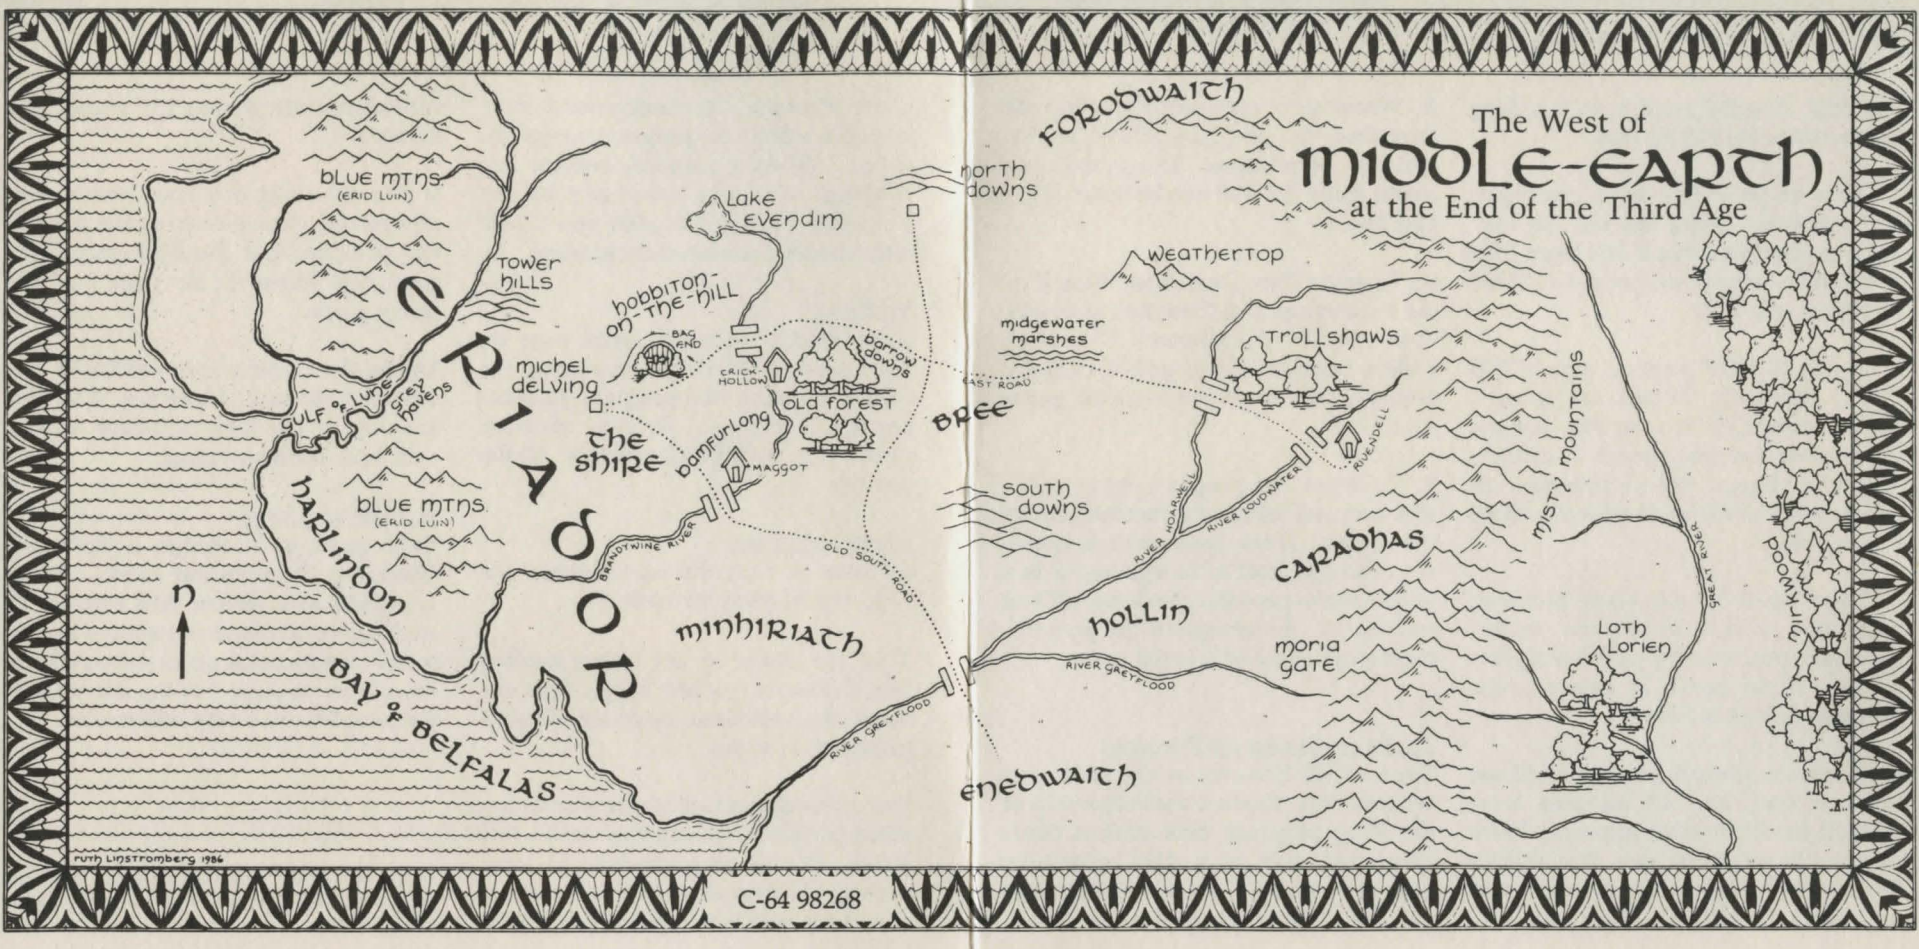 The West of
MIDDLE-EARTH
at the End of the Third Age
FORODWAITH
NORTH
DOWNS
BLUE MTNS.
(ERID LUIN)
LAKE
EVENDIM
WEATHERTOP
TOWER
HILLS
HOBBITON-
ON-THE-HILL
BAG
END
MIDGEWATER
MARSHES
TROLLSHAWS
BARROW
DOWNS
MICHEL
DELVING
CRICK-
HOLLOW
EAST ROAD
GULF OF LUNE
GREY
HAVENS
OLD FOREST
BREE
MISTY MOUNTAINS
ERIADOR
THE
SHIRE
BAMFURLONG
MAGGOT
RIVENDELL
HARLINDON
BLUE MTNS.
(ERID LUIN)
SOUTH
DOWNS
RIVER HOARWELL
RIVER LOUDWATER
BRANDYWINE RIVER
OLD SOUTH ROAD
CARADHAS
GREAT RIVER
MIRKWOOD
N
MINHIRIATH
HOLLIN
MORIA
GATE
LOTH
LORIEN
RIVER GREYFLOOD
BAY OF BELFALAS
RIVER GREYFLOOD
ENEDWAITH
RUTH LINSTROMBERG 1986
C-64 98268